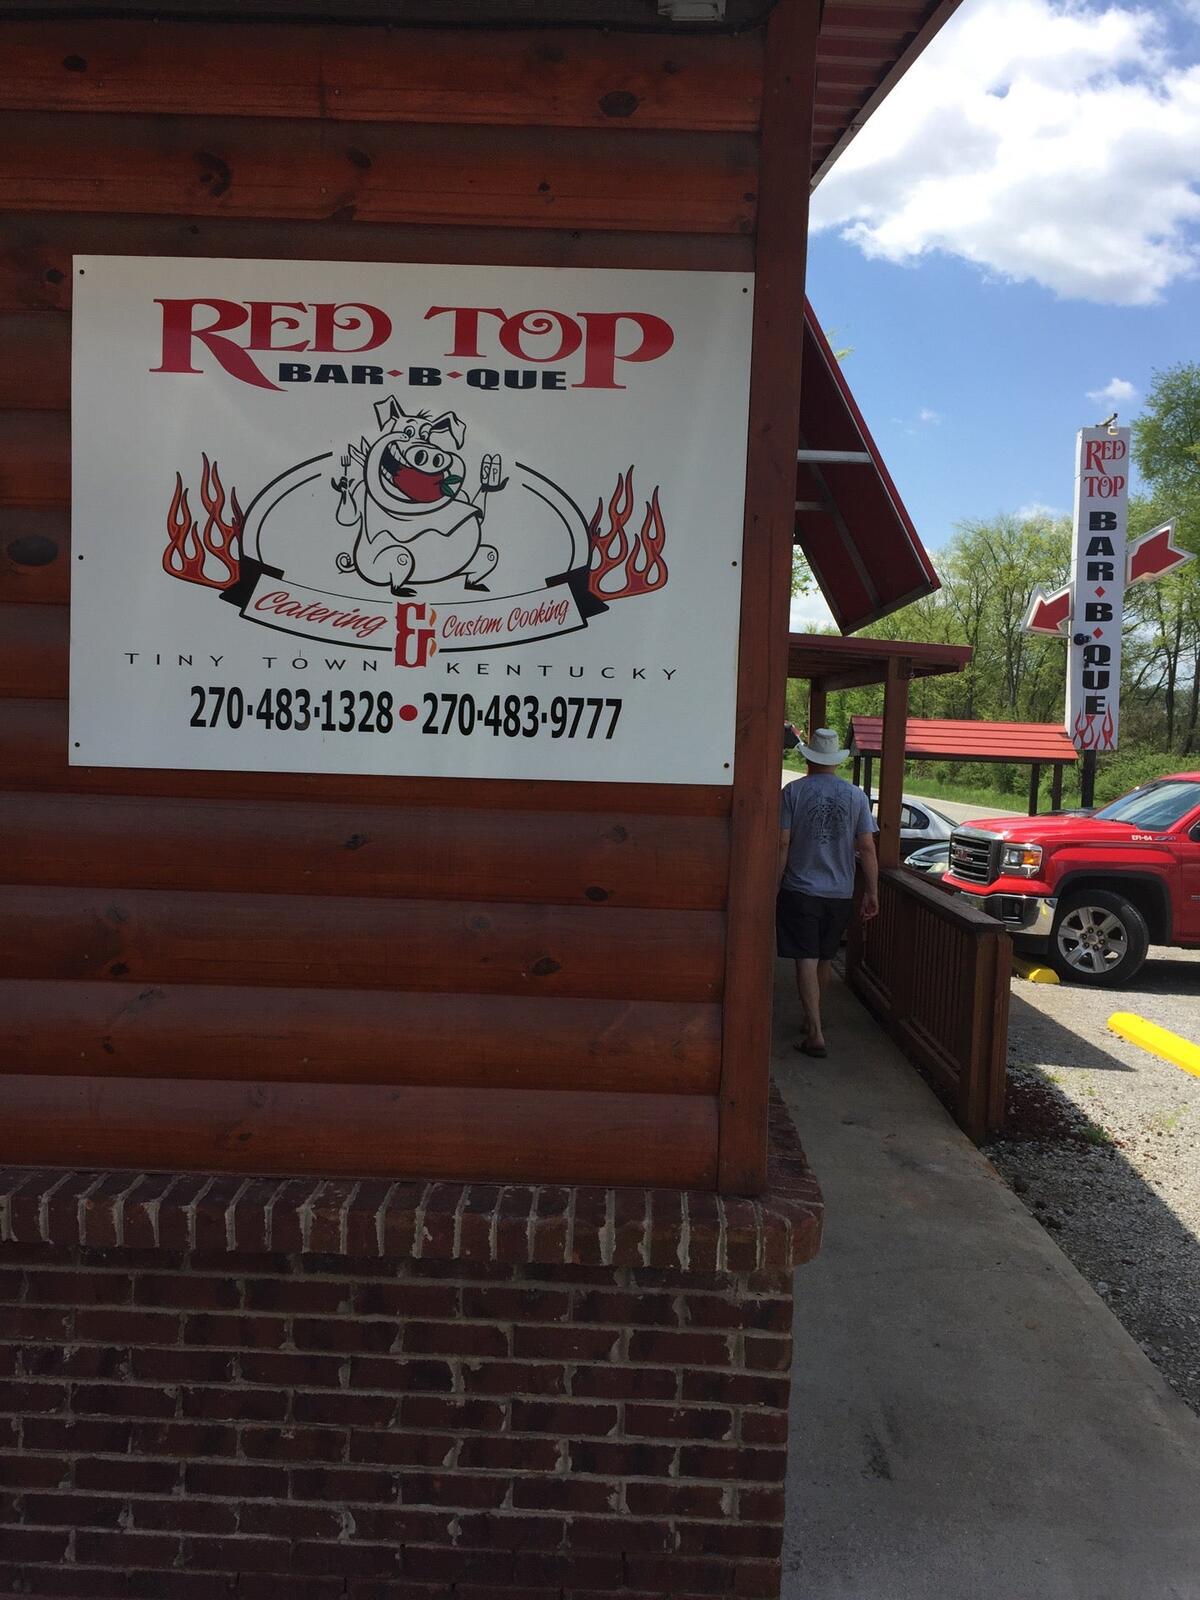 RED TOP
BAR·B·QUE
S P
Catering & Custom Cooking
TINY TOWN KENTUCKY
270·483·1328 • 270·483·9777
RED
TOP
BAR·B·QUE
GMC